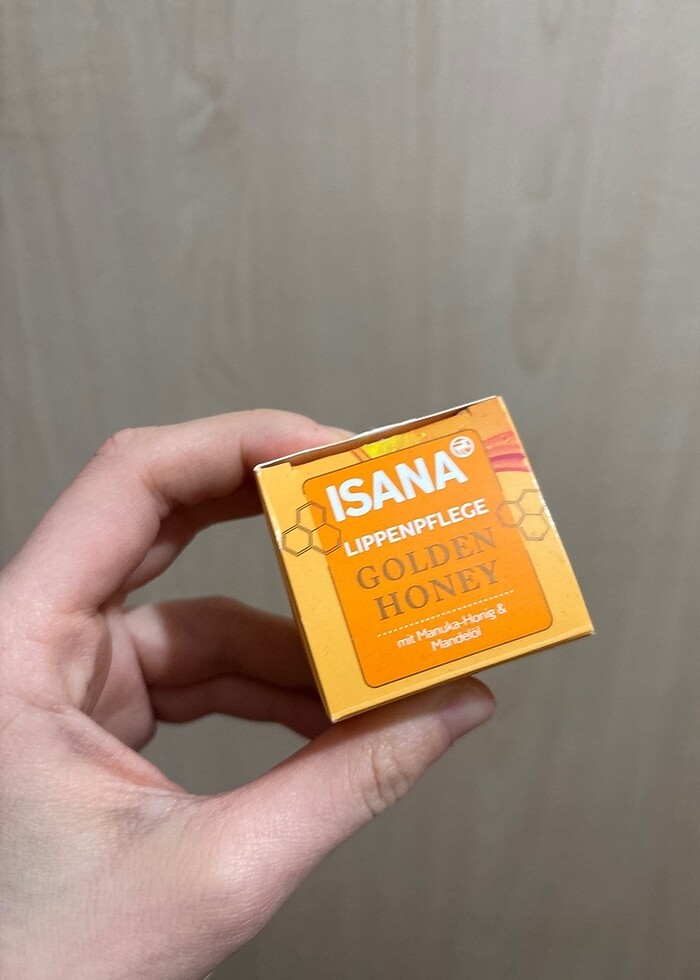 ISANA
LIPPENPFLEGE
GOLDEN
HONEY
mit Manuka-Honig &
Mandelöl